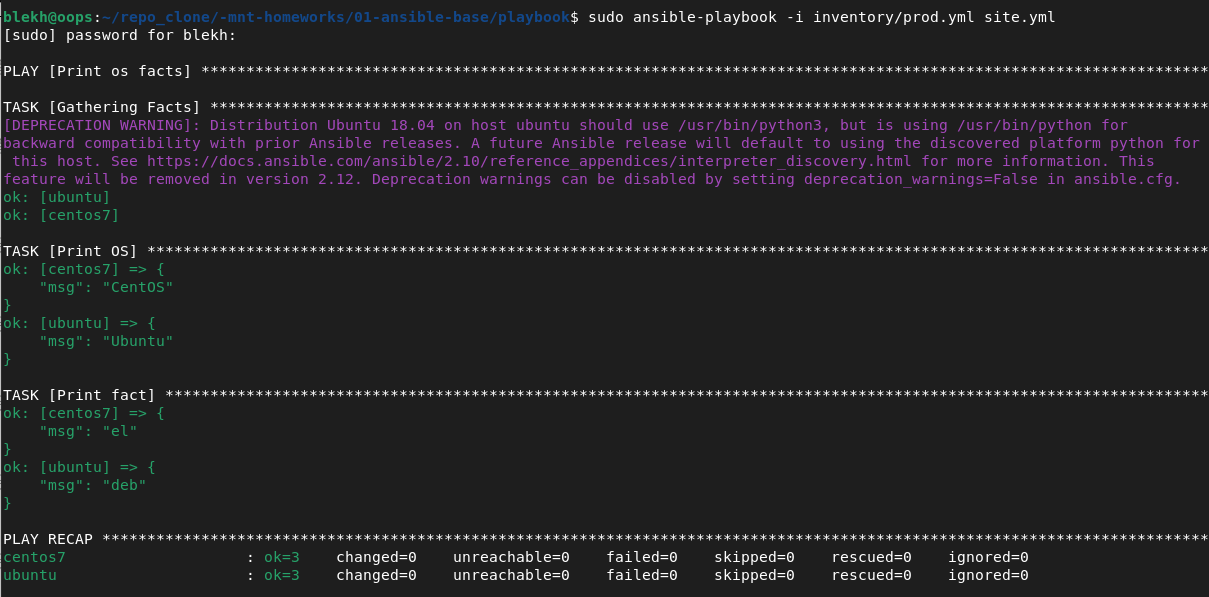 blekh@oops:~/repo_clone/-mnt-homeworks/01-ansible-base/playbook$ sudo ansible-playbook -i inventory/prod.yml site.yml
[sudo] password for blekh:
PLAY [Print os facts] ****************************************************************************************************************
TASK [Gathering Facts] ***************************************************************************************************************
[DEPRECATION WARNING]: Distribution Ubuntu 18.04 on host ubuntu should use /usr/bin/python3, but is using /usr/bin/python for
backward compatibility with prior Ansible releases. A future Ansible release will default to using the discovered platform python for
 this host. See https://docs.ansible.com/ansible/2.10/reference_appendices/interpreter_discovery.html for more information. This
feature will be removed in version 2.12. Deprecation warnings can be disabled by setting deprecation_warnings=False in ansible.cfg.
ok: [ubuntu]
ok: [centos7]
TASK [Print OS] **********************************************************************************************************************
ok: [centos7] => {
    "msg": "CentOS"
}
ok: [ubuntu] => {
    "msg": "Ubuntu"
}
TASK [Print fact] ********************************************************************************************************************
ok: [centos7] => {
    "msg": "el"
}
ok: [ubuntu] => {
    "msg": "deb"
}
PLAY RECAP ***************************************************************************************************************************
centos7                    : ok=3    changed=0    unreachable=0    failed=0    skipped=0    rescued=0    ignored=0
ubuntu                     : ok=3    changed=0    unreachable=0    failed=0    skipped=0    rescued=0    ignored=0